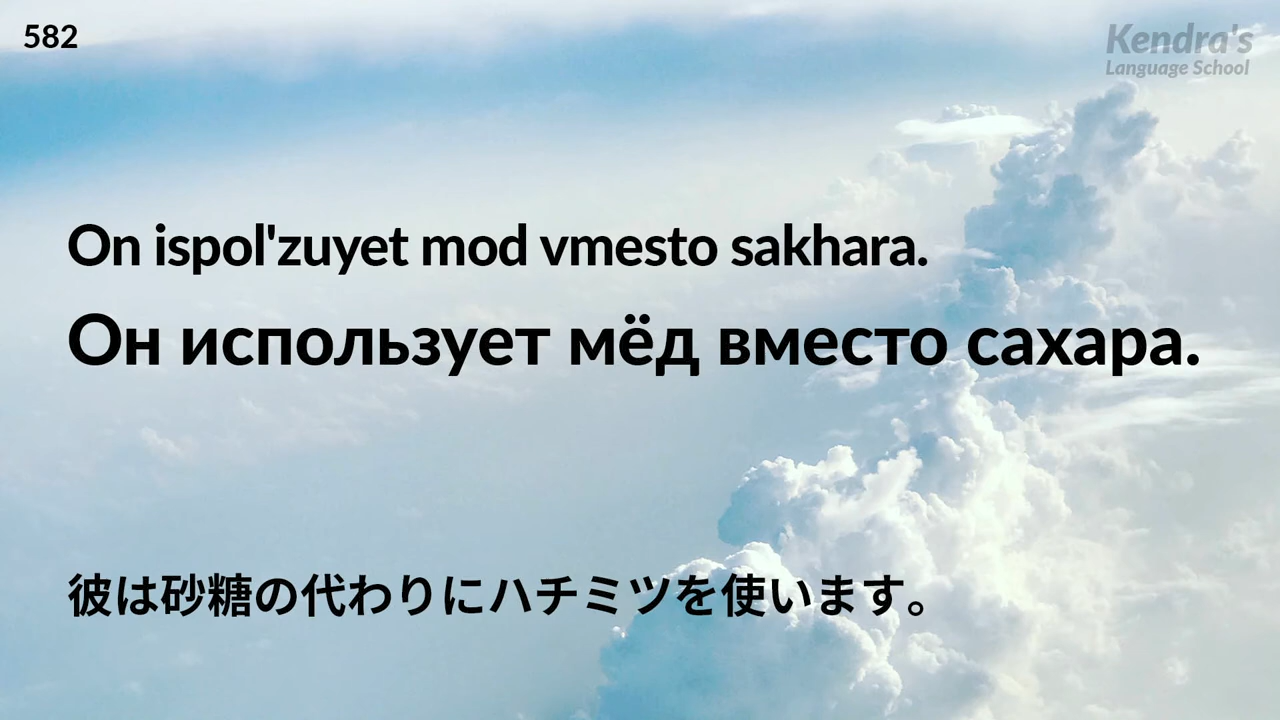 582
Kendra's
Language School
On ispol'zuyet mod vmesto sakhara.
Он использует мёд вместо сахара.
彼は砂糖の代わりにハチミツを使います。